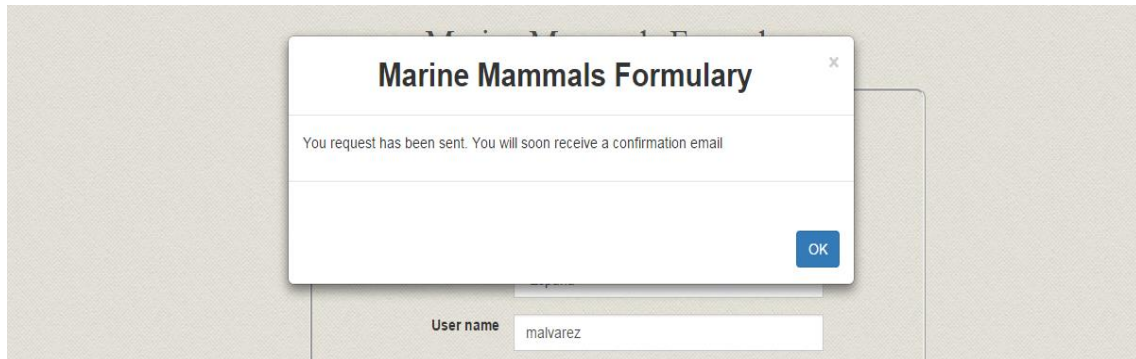 Marine Mammals Formulary
×
You request has been sent. You will soon receive a confirmation email
OK
User name
malvarez